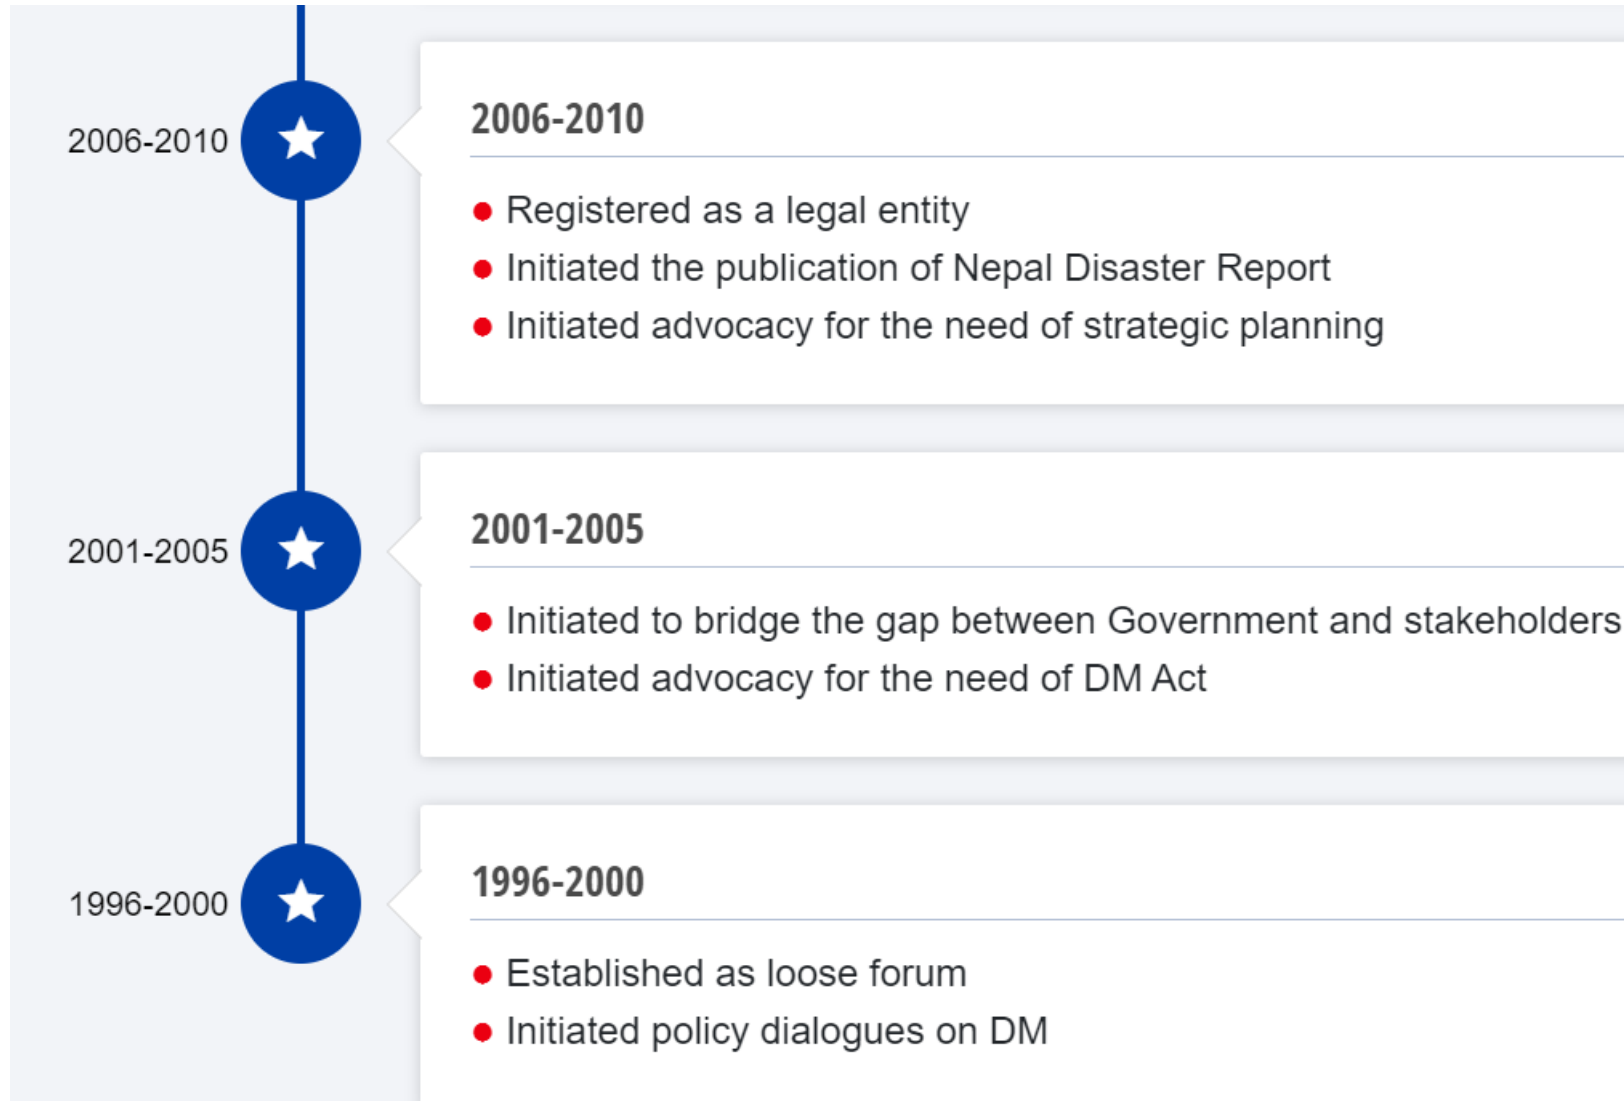 2006-2010
2006-2010
Registered as a legal entity
Initiated the publication of Nepal Disaster Report
Initiated advocacy for the need of strategic planning
2001-2005
2001-2005
Initiated to bridge the gap between Government and stakeholders
Initiated advocacy for the need of DM Act
1996-2000
1996-2000
Established as loose forum
Initiated policy dialogues on DM